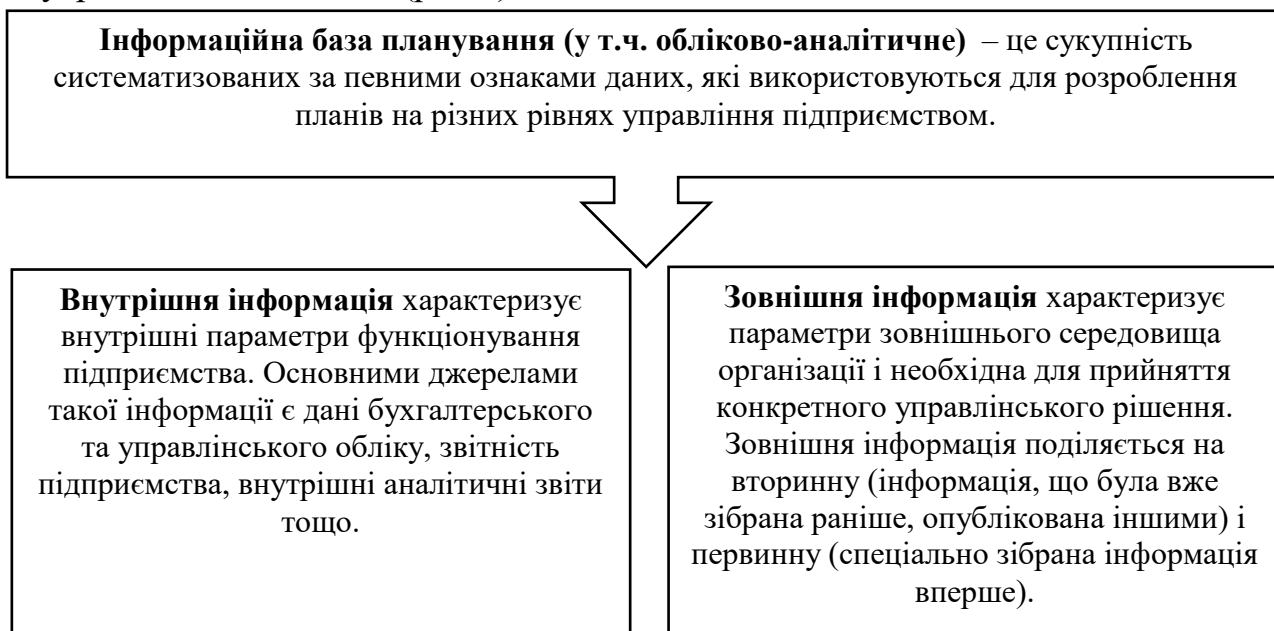 Інформаційна база планування (у т.ч. обліково-аналітичне) – це сукупність
систематизованих за певними ознаками даних, які використовуються для розроблення
планів на різних рівнях управління підприємством.
Внутрішня інформація характеризує
внутрішні параметри функціонування
підприємства. Основними джерелами
такої інформації є дані бухгалтерського
та управлінського обліку, звітність
підприємства, внутрішні аналітичні звіти
тощо.
Зовнішня інформація характеризує
параметри зовнішнього середовища
організації і необхідна для прийняття
конкретного управлінського рішення.
Зовнішня інформація поділяється на
вторинну (інформація, що була вже
зібрана раніше, опублікована іншими) і
первинну (спеціально зібрана інформація
вперше).